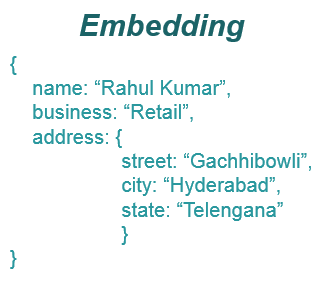 Embedding
{
name: “Rahul Kumar”,
business: “Retail”,
address: {
street: “Gachhibowli”,
city: “Hyderabad”,
state: “Telengana”
}
}